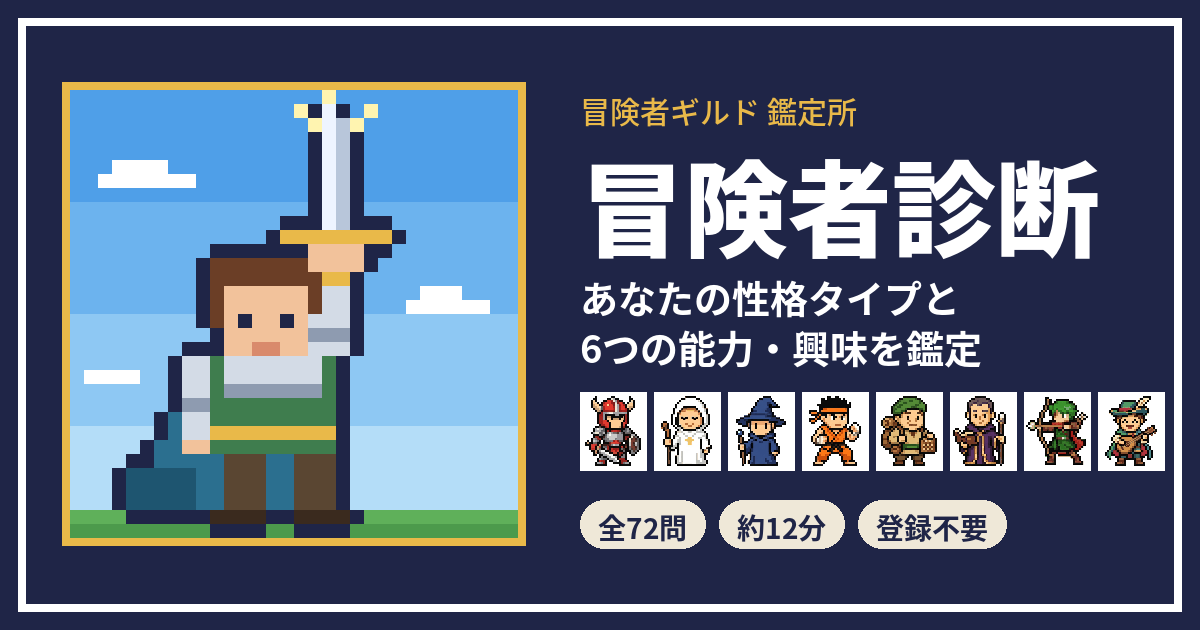 冒険者ギルド 鑑定所
冒険者診断
あなたの性格タイプと
6つの能力・興味を鑑定
全72問
約12分
登録不要